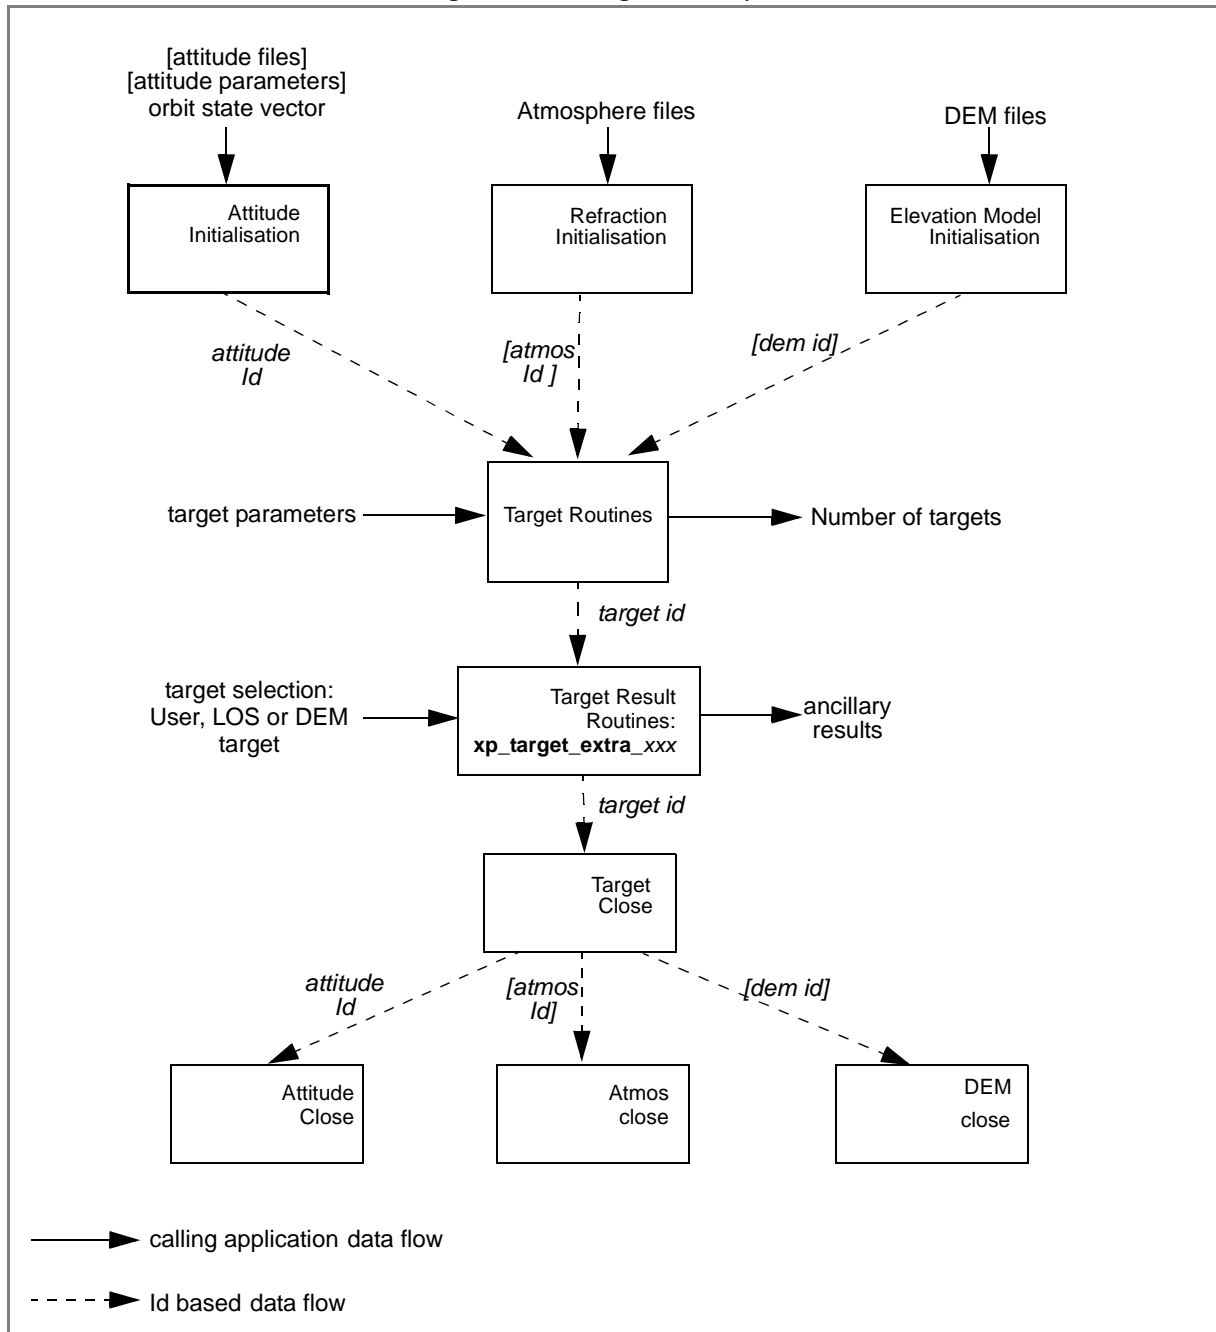 [attitude files]
[attitude parameters]
orbit state vector
Atmosphere files
DEM files
Attitude
Initialisation
Refraction
Initialisation
Elevation Model
Initialisation
attitude
Id
[atmos
Id ]
[dem id]
target parameters
Target Routines
Number of targets
target id
target selection:
User, LOS or DEM
target
Target Result
Routines:
xp_target_extra_xxx
ancillary
results
target id
Target
Close
attitude
Id
[atmos
Id]
[dem id]
Attitude
Close
Atmos
close
DEM
close
calling application data flow
Id based data flow